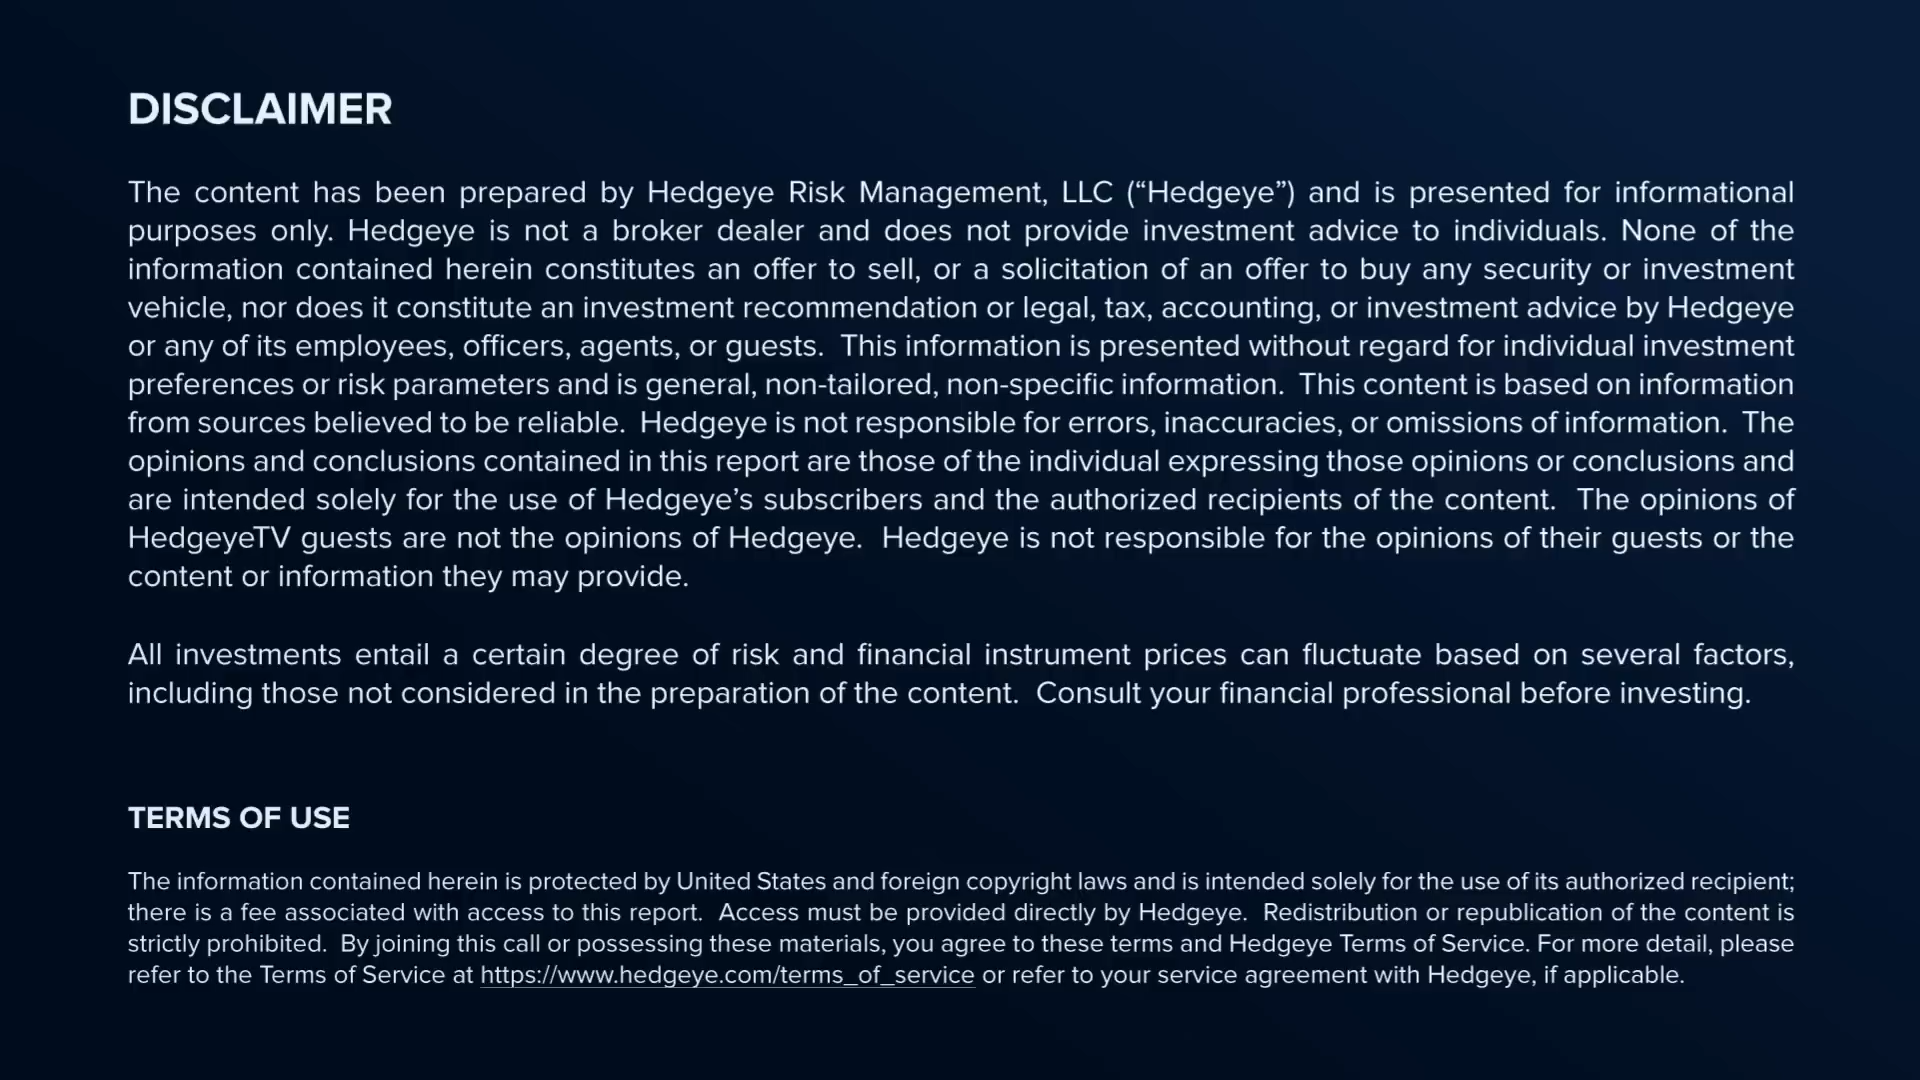 DISCLAIMER
The content has been prepared by Hedgeye Risk Management, LLC (“Hedgeye”) and is presented for informational
purposes only. Hedgeye is not a broker dealer and does not provide investment advice to individuals. None of the
information contained herein constitutes an offer to sell, or a solicitation of an offer to buy any security or investment
vehicle, nor does it constitute an investment recommendation or legal, tax, accounting, or investment advice by Hedgeye
or any of its employees, officers, agents, or guests.  This information is presented without regard for individual investment
preferences or risk parameters and is general, non-tailored, non-specific information.  This content is based on information
from sources believed to be reliable.  Hedgeye is not responsible for errors, inaccuracies, or omissions of information.  The
opinions and conclusions contained in this report are those of the individual expressing those opinions or conclusions and
are intended solely for the use of Hedgeye’s subscribers and the authorized recipients of the content.  The opinions of
HedgeyeTV guests are not the opinions of Hedgeye.  Hedgeye is not responsible for the opinions of their guests or the
content or information they may provide.
All investments entail a certain degree of risk and financial instrument prices can fluctuate based on several factors,
including those not considered in the preparation of the content.  Consult your financial professional before investing.
TERMS OF USE
The information contained herein is protected by United States and foreign copyright laws and is intended solely for the use of its authorized recipient;
there is a fee associated with access to this report.  Access must be provided directly by Hedgeye.  Redistribution or republication of the content is
strictly prohibited.  By joining this call or possessing these materials, you agree to these terms and Hedgeye Terms of Service. For more detail, please
refer to the Terms of Service at https://www.hedgeye.com/terms_of_service or refer to your service agreement with Hedgeye, if applicable.